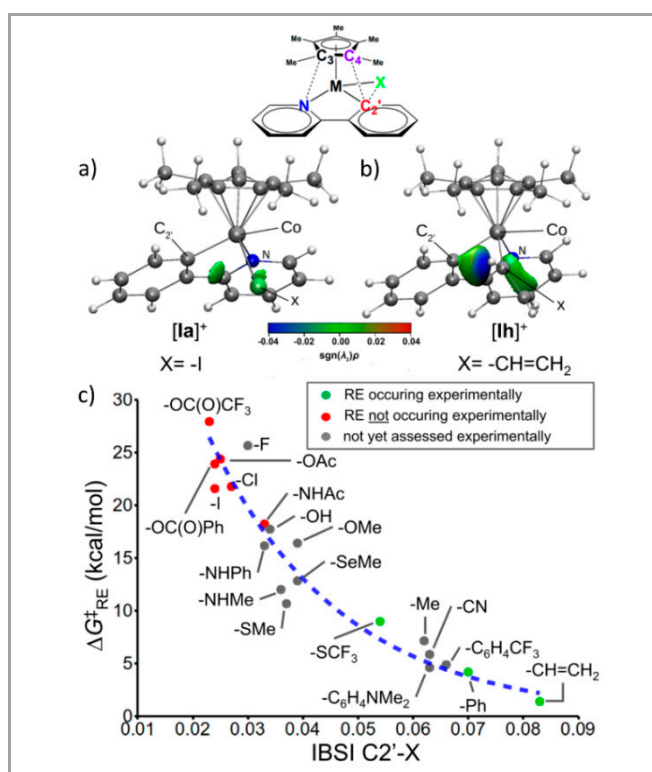 Me Me
Me C₃ C₄ Me
X
M
N C₂'
a) b)
C₂' N Co
X
C₂' N Co
X
[Ia]⁺ [Ih]⁺
-0.04 -0.02 0.00 0.02 0.04
sgn(λ₂)ρ
X= -I X= -CH=CH₂
c)
RE occuring experimentally
RE not occuring experimentally
not yet assessed experimentally
-OC(O)CF₃
-F
-OAc
-Cl
-I
-OC(O)Ph
-NHAc
-OH
-OMe
-NHPh
-SeMe
-NHMe
-SMe
-SCF₃
-Me
-CN
-C₆H₄CF₃
-CH=CH₂
-C₆H₄NMe₂
-Ph
ΔG‡RE (kcal/mol)
30
25
20
15
10
5
0
0.01 0.02 0.03 0.04 0.05 0.06 0.07 0.08 0.09
IBSI C2'-X